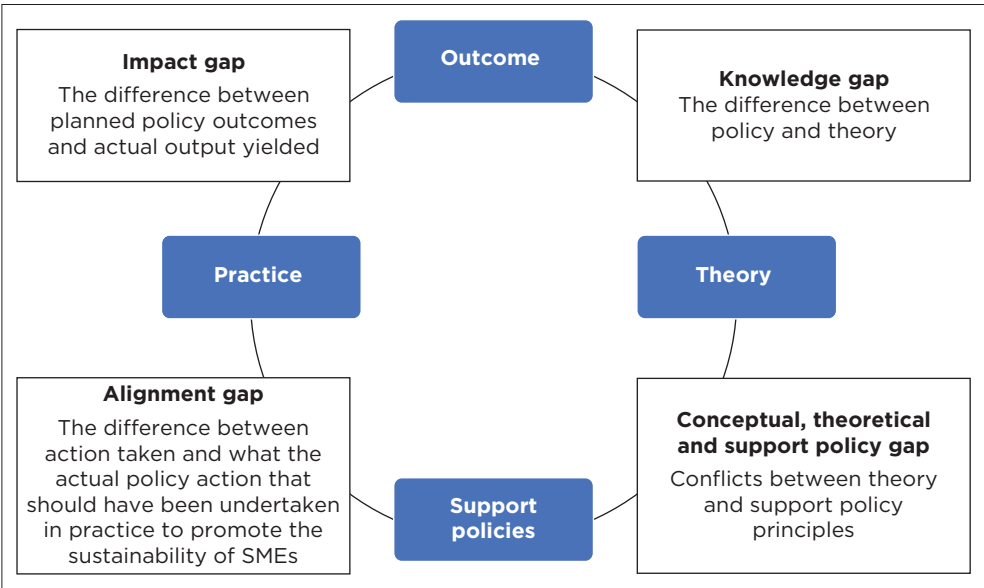 Impact gap
The difference between
planned policy outcomes
and actual output yielded
Outcome
Knowledge gap
The difference between
policy and theory
Practice
Theory
Alignment gap
The difference between
action taken and what the
actual policy action that
should have been undertaken
in practice to promote the
sustainability of SMEs
Support
policies
Conceptual, theoretical
and support policy gap
Conflicts between theory
and support policy
principles